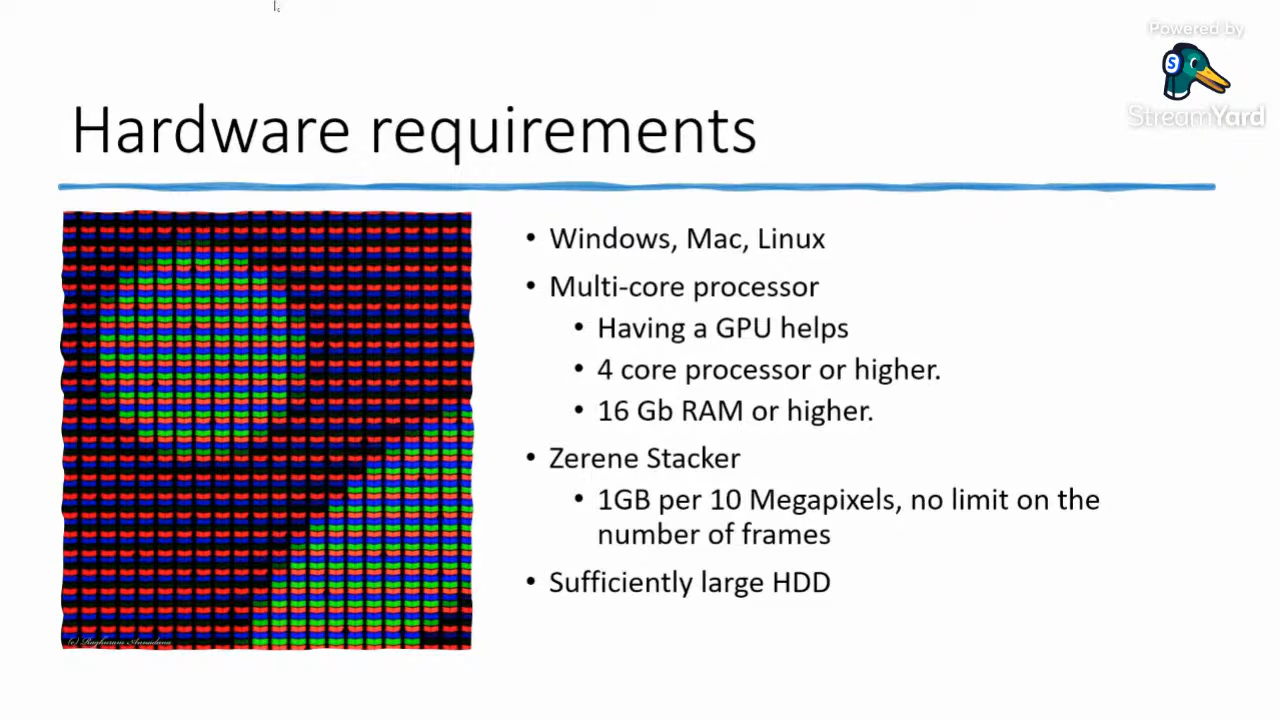 Powered by
StreamYard
Hardware requirements
• Windows, Mac, Linux
• Multi-core processor
• Having a GPU helps
• 4 core processor or higher.
• 16 Gb RAM or higher.
• Zerene Stacker
• 1GB per 10 Megapixels, no limit on the
number of frames
• Sufficiently large HDD
(c) Raghuram Annadana